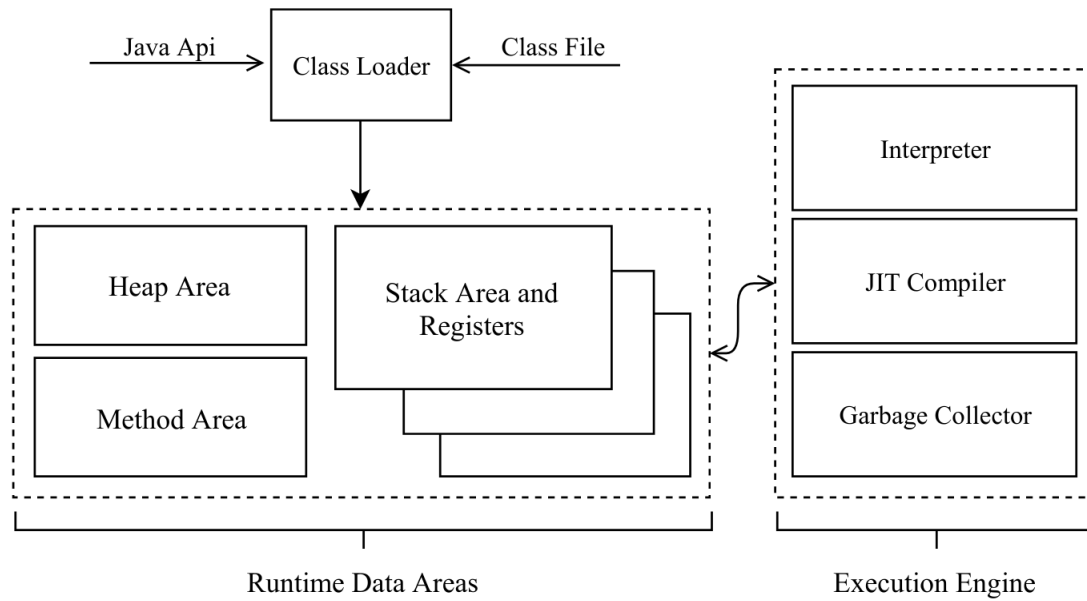 Java Api
Class Loader
Class File
Heap Area
Stack Area and
Registers
Method Area
Runtime Data Areas
Interpreter
JIT Compiler
Garbage Collector
Execution Engine